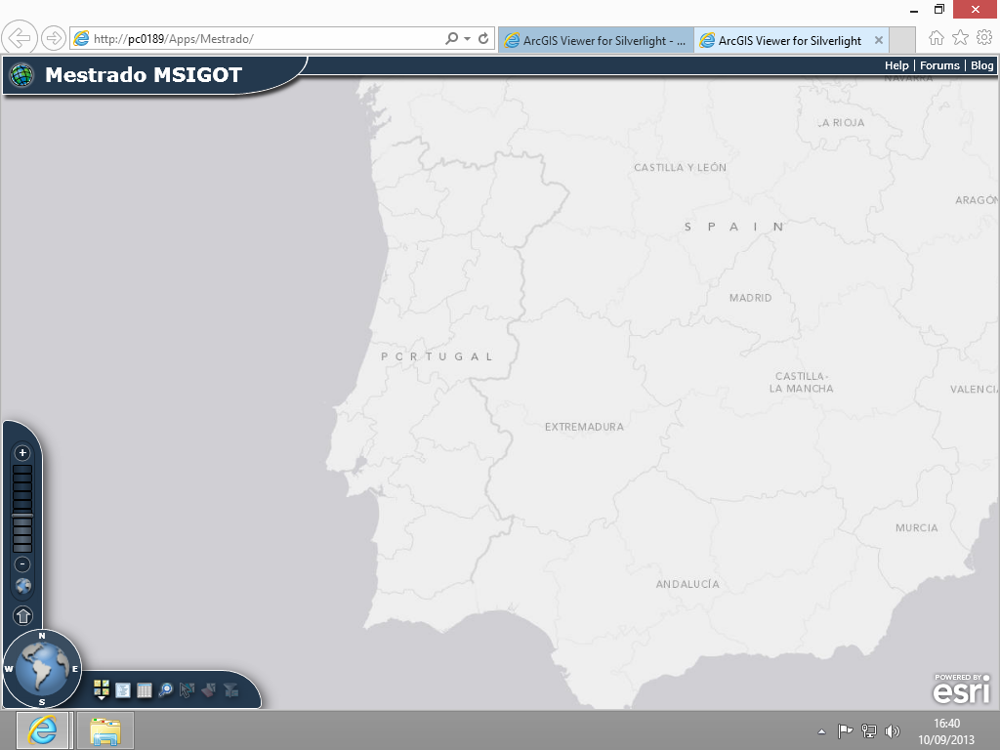 http://pc0189/Apps/Mestrado/
ArcGIS Viewer for Silverlight - ...
ArcGIS Viewer for Silverlight
Mestrado MSIGOT
Help | Forums | Blog
NAVARRA
LA RIOJA
CASTILLA Y LEÓN
ARAGÓN
SPAIN
MADRID
PORTUGAL
CASTILLA-
LA MANCHA
VALENCIA
EXTREMADURA
MURCIA
ANDALUCÍA
N
W
E
S
POWERED BY
esri
16:40
10/09/2013